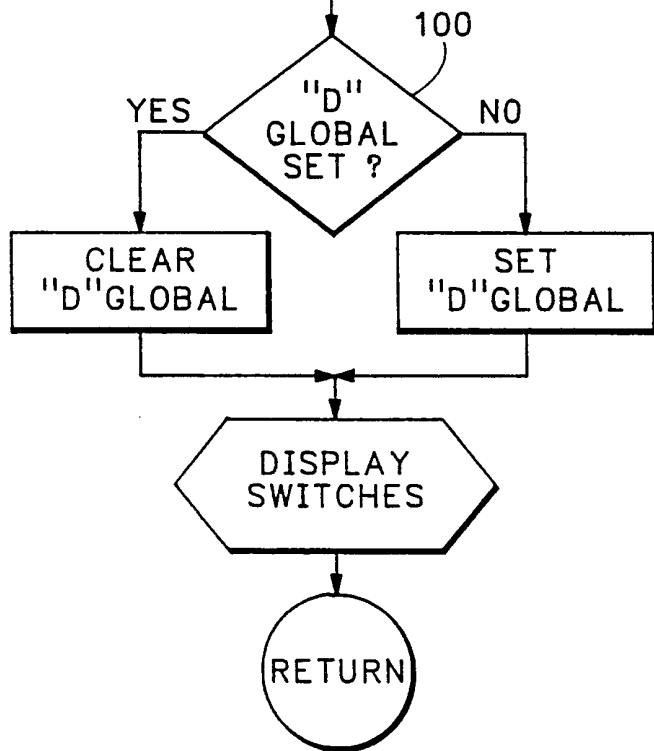 100
"D"
GLOBAL
SET ?
YES
NO
CLEAR
"D"GLOBAL
SET
"D"GLOBAL
DISPLAY
SWITCHES
RETURN